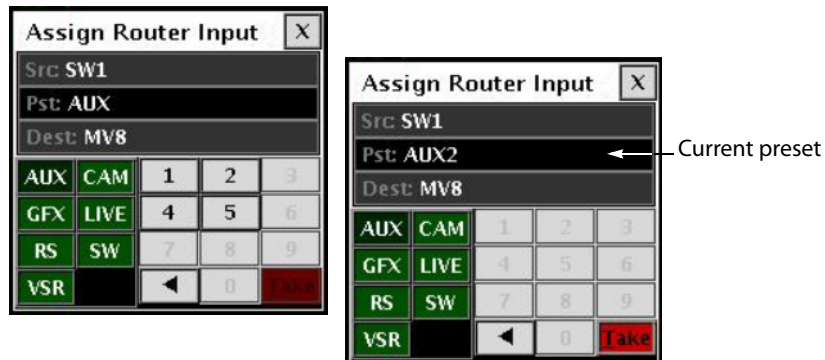 Assign Router Input X
Src: SW1
Pst: AUX
Dest: MV8
AUX CAM 1 2 3
GFX LIVE 4 5 6
RS SW 7 8 9
VSR 0 Take
Assign Router Input X
Src: SW1
Pst: AUX2
Dest: MV8
AUX CAM 1 2 3
GFX LIVE 4 5 6
RS SW 7 8 9
VSR 0 Take
Current preset